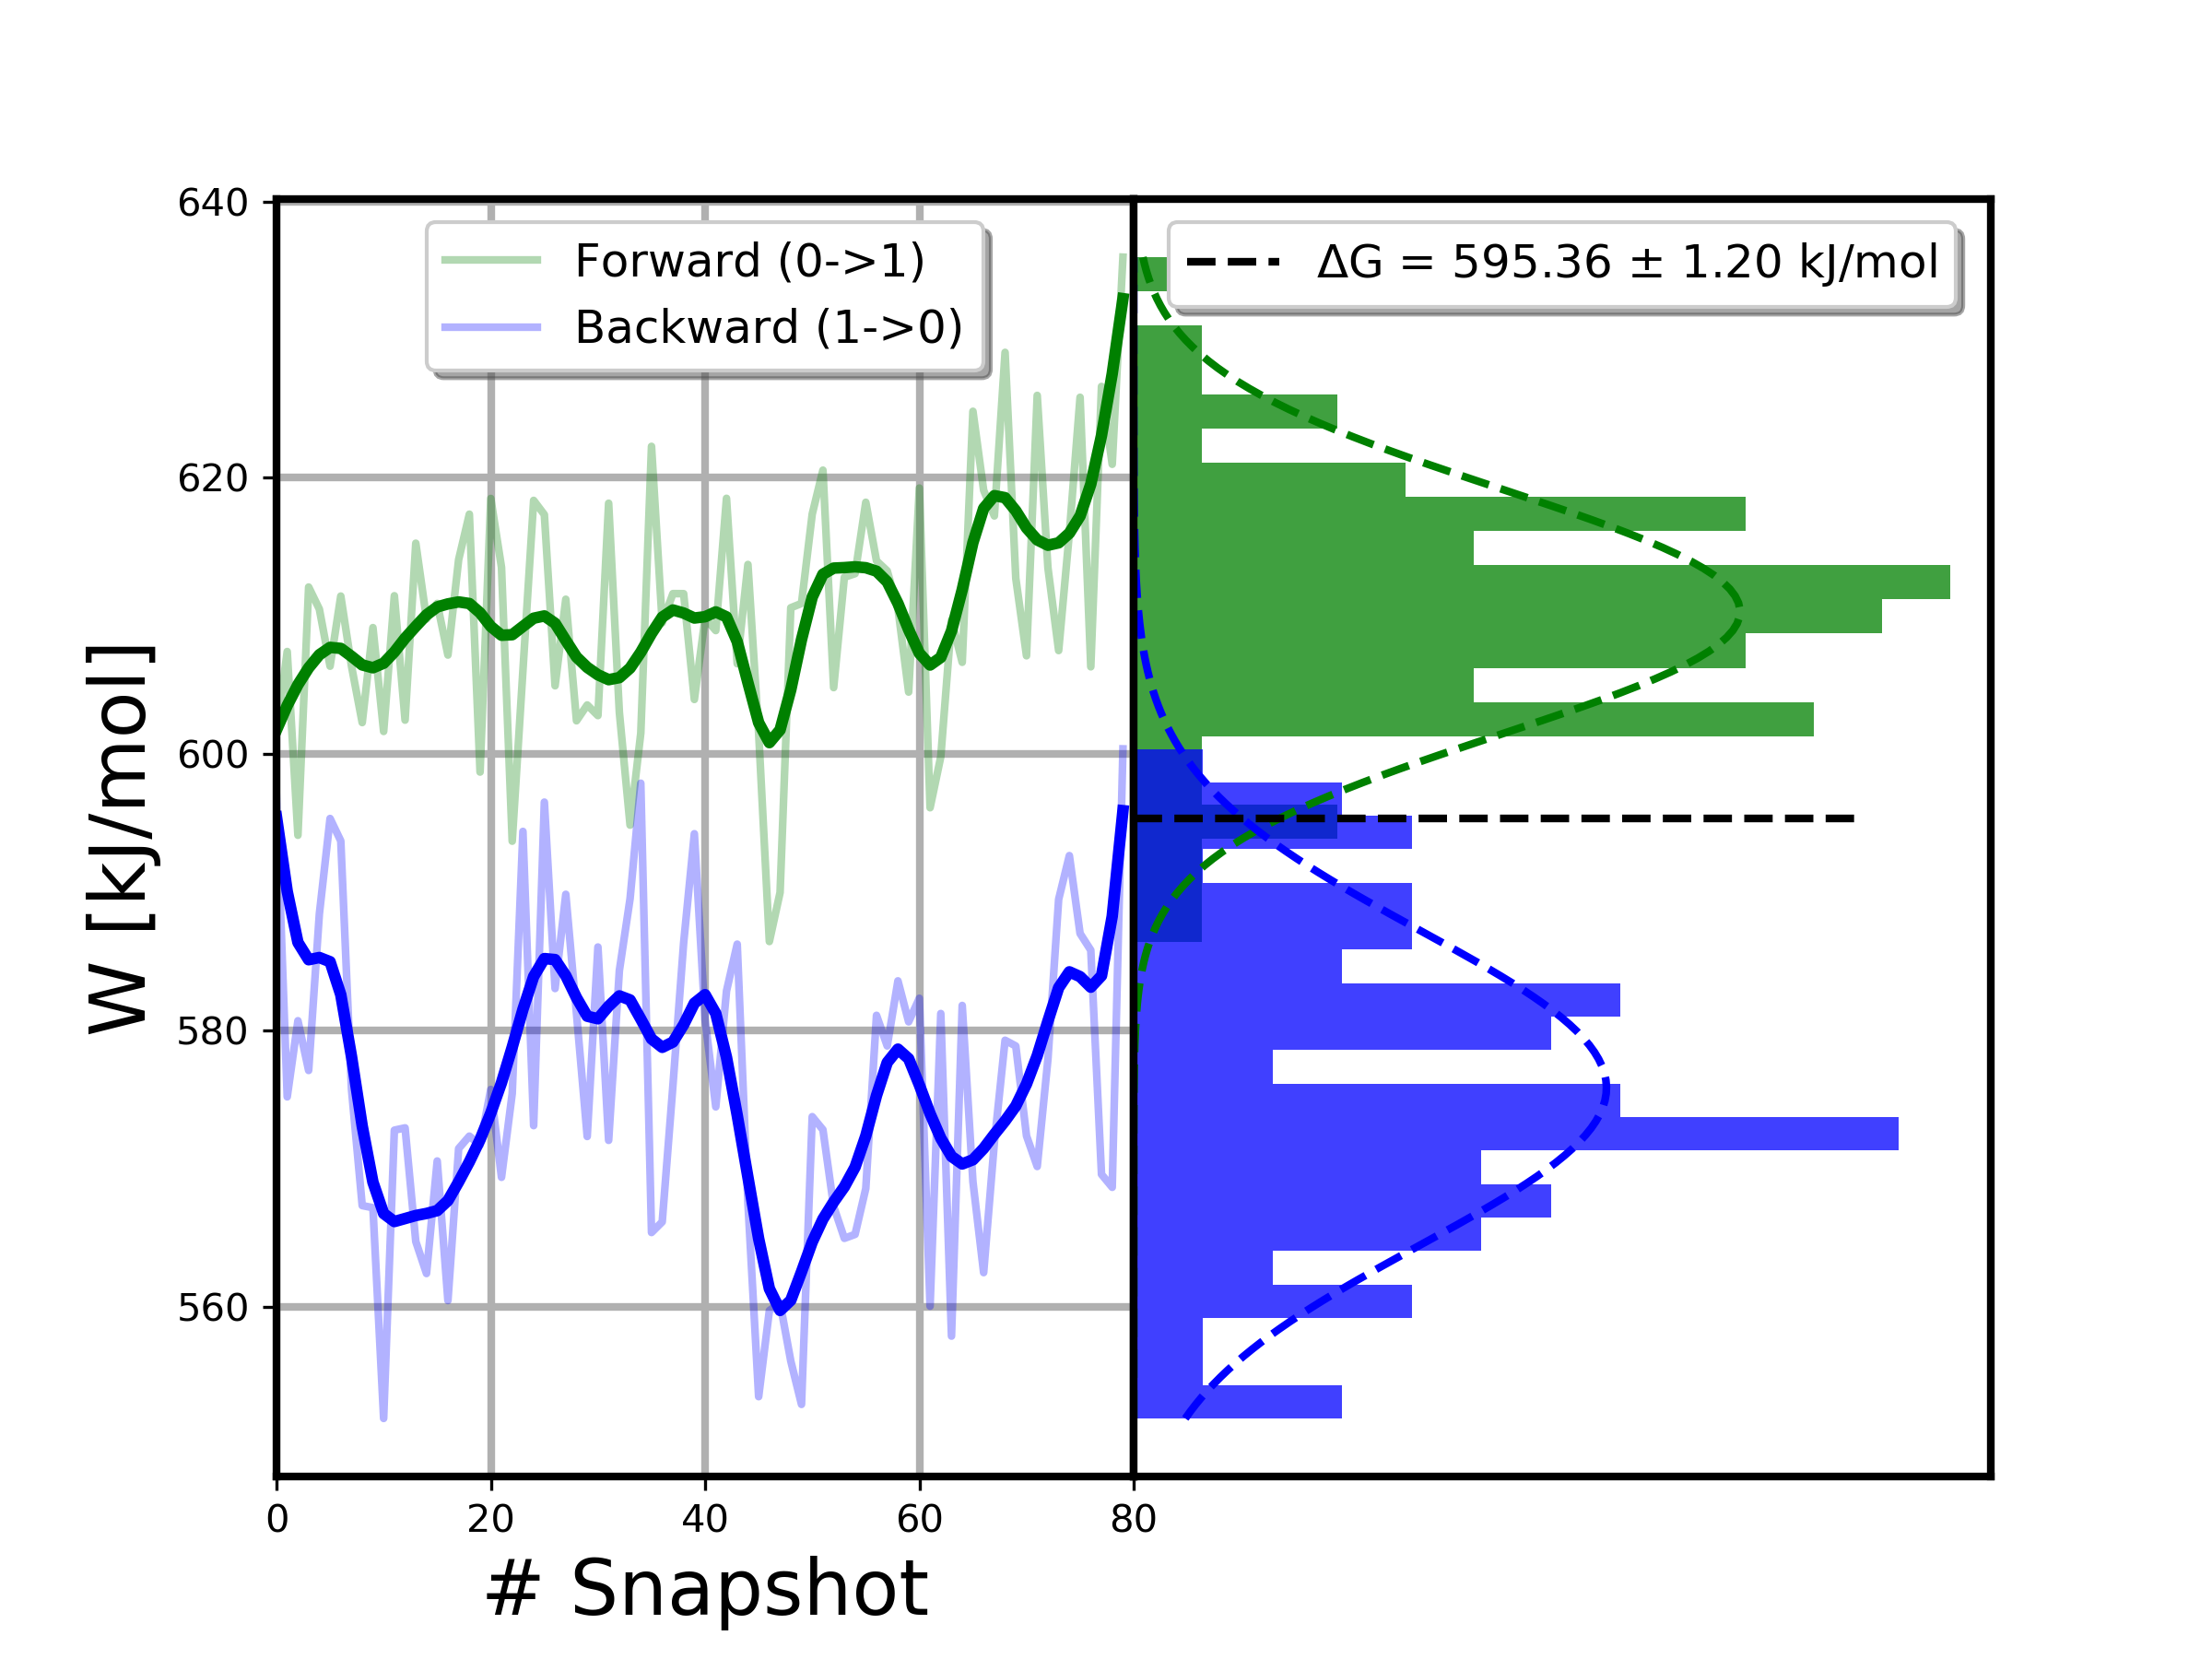 640
620
600
580
560
W [kJ/mol]
Forward (0->1)
Backward (1->0)
ΔG = 595.36 ± 1.20 kJ/mol
0 20 40 60 80
# Snapshot